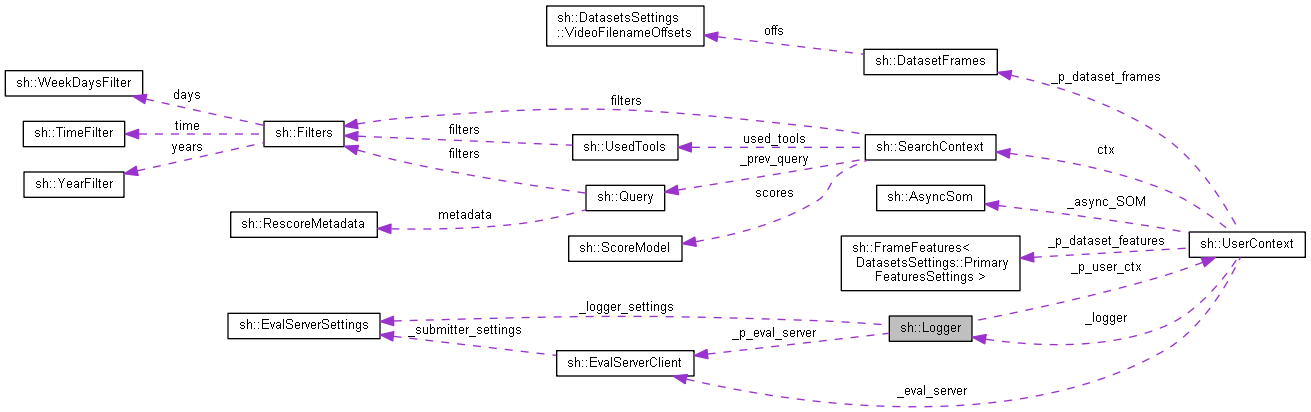 sh::DatasetsSettings
::VideoFilenameOffsets
offs
sh::DatasetFrames
_p_dataset_frames
sh::WeekDaysFilter
days
filters
sh::TimeFilter
time
sh::Filters
filters
sh::UsedTools
used_tools
sh::SearchContext
ctx
years
filters
_prev_query
sh::YearFilter
sh::Query
scores
sh::AsyncSom
_async_SOM
sh::RescoreMetadata
metadata
sh::ScoreModel
sh::FrameFeatures<
DatasetsSettings::Primary
FeaturesSettings >
_p_dataset_features
sh::UserContext
_p_user_ctx
sh::EvalServerSettings
_logger_settings
_submitter_settings
_p_eval_server
sh::Logger
_logger
sh::EvalServerClient
_eval_server